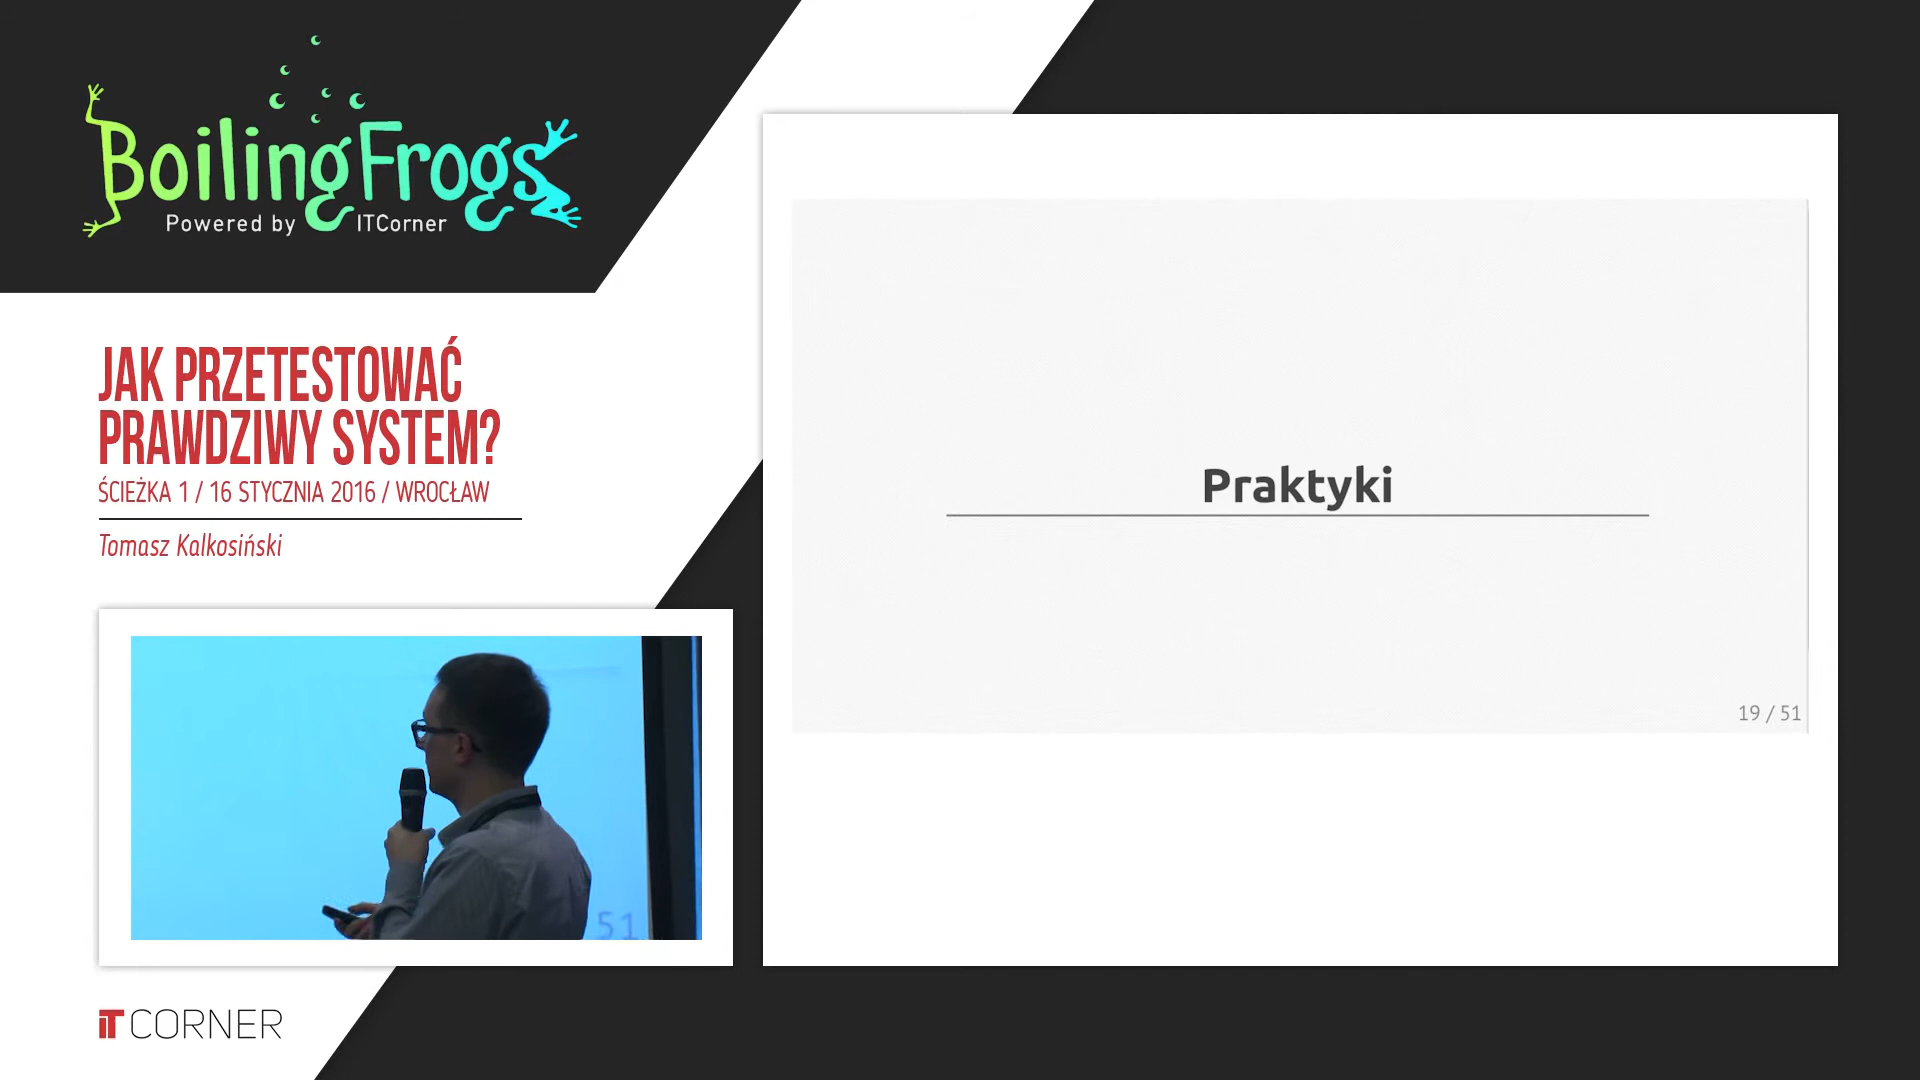 BoilingFrogs
Powered by ITCorner
JAK PRZETESTOWAĆ
PRAWDZIWY SYSTEM?
ŚCIEŻKA 1 / 16 STYCZNIA 2016 / WROCŁAW
Tomasz Kalkosiński
Praktyki
19 / 51
51
IT CORNER